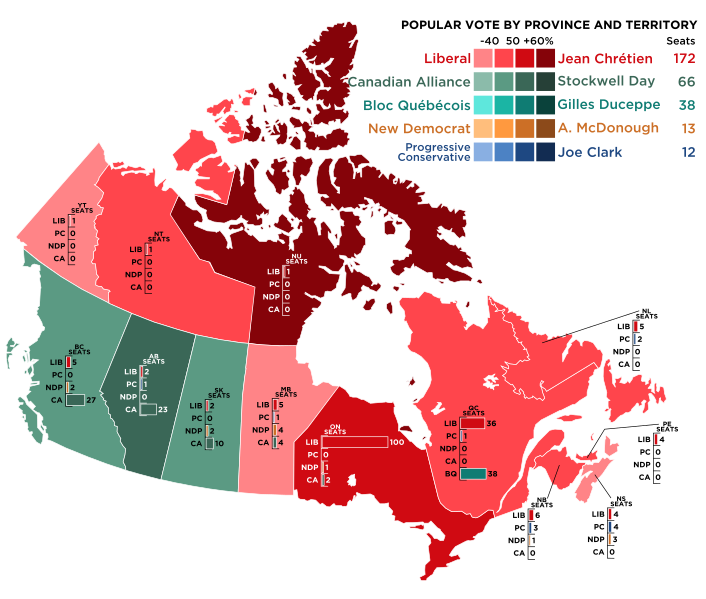 POPULAR VOTE BY PROVINCE AND TERRITORY
-40 50 +60% Seats
Liberal Jean Chrétien 172
Canadian Alliance Stockwell Day 66
Bloc Québécois Gilles Duceppe 38
New Democrat A. McDonough 13
Progressive
Conservative Joe Clark 12
YT
SEATS
LIB 1
PC 0
NDP 0
CA 0
NT
SEATS
LIB 1
PC 0
NDP 0
CA 0
NU
SEATS
LIB 1
PC 0
NDP 0
CA 0
NL
SEATS
LIB 5
PC 2
NDP 0
CA 0
BC
SEATS
LIB 5
PC 0
NDP 2
CA 27
AB
SEATS
LIB 2
PC 1
NDP 0
CA 23
SK
SEATS
LIB 2
PC 0
NDP 2
CA 10
MB
SEATS
LIB 5
PC 1
NDP 4
CA 4
ON
SEATS
LIB 100
PC 0
NDP 1
CA 2
QC
SEATS
LIB 36
PC 1
NDP 0
CA 0
BQ 38
PE
SEATS
LIB 4
PC 0
NDP 0
CA 0
NB
SEATS
LIB 6
PC 3
NDP 1
CA 0
NS
SEATS
LIB 4
PC 4
NDP 3
CA 0